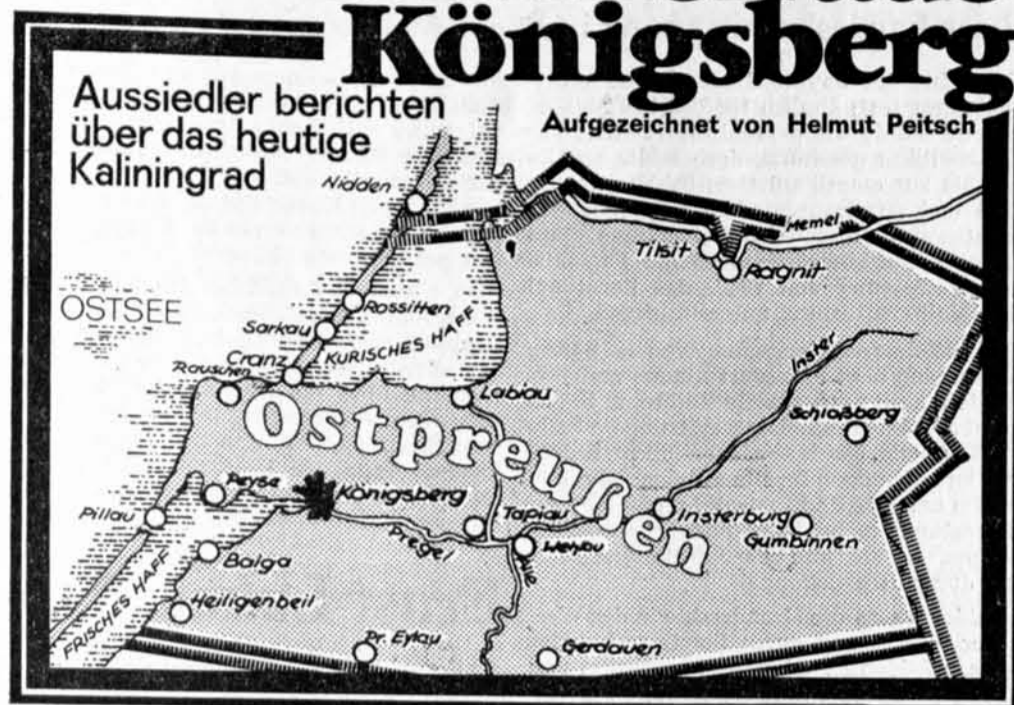 Königsberg
Aussiedler berichten
über das heutige
Kaliningrad
Aufgezeichnet von Helmut Peitsch
Nidden
Memel
Tilsit
Ragnit
OSTSEE
Rossitten
Sarkau
KURISCHES HAFF
Cranz
Rauschen
Inster
Labiau
Schloßberg
Ostpreußen
Peyse
Königsberg
Tapiau
Insterburg
Pillau
Pregel
Wehlau
Gumbinnen
Balga
FRISCHES HAFF
Heiligenbeil
Pr. Eylau
Gerdauen